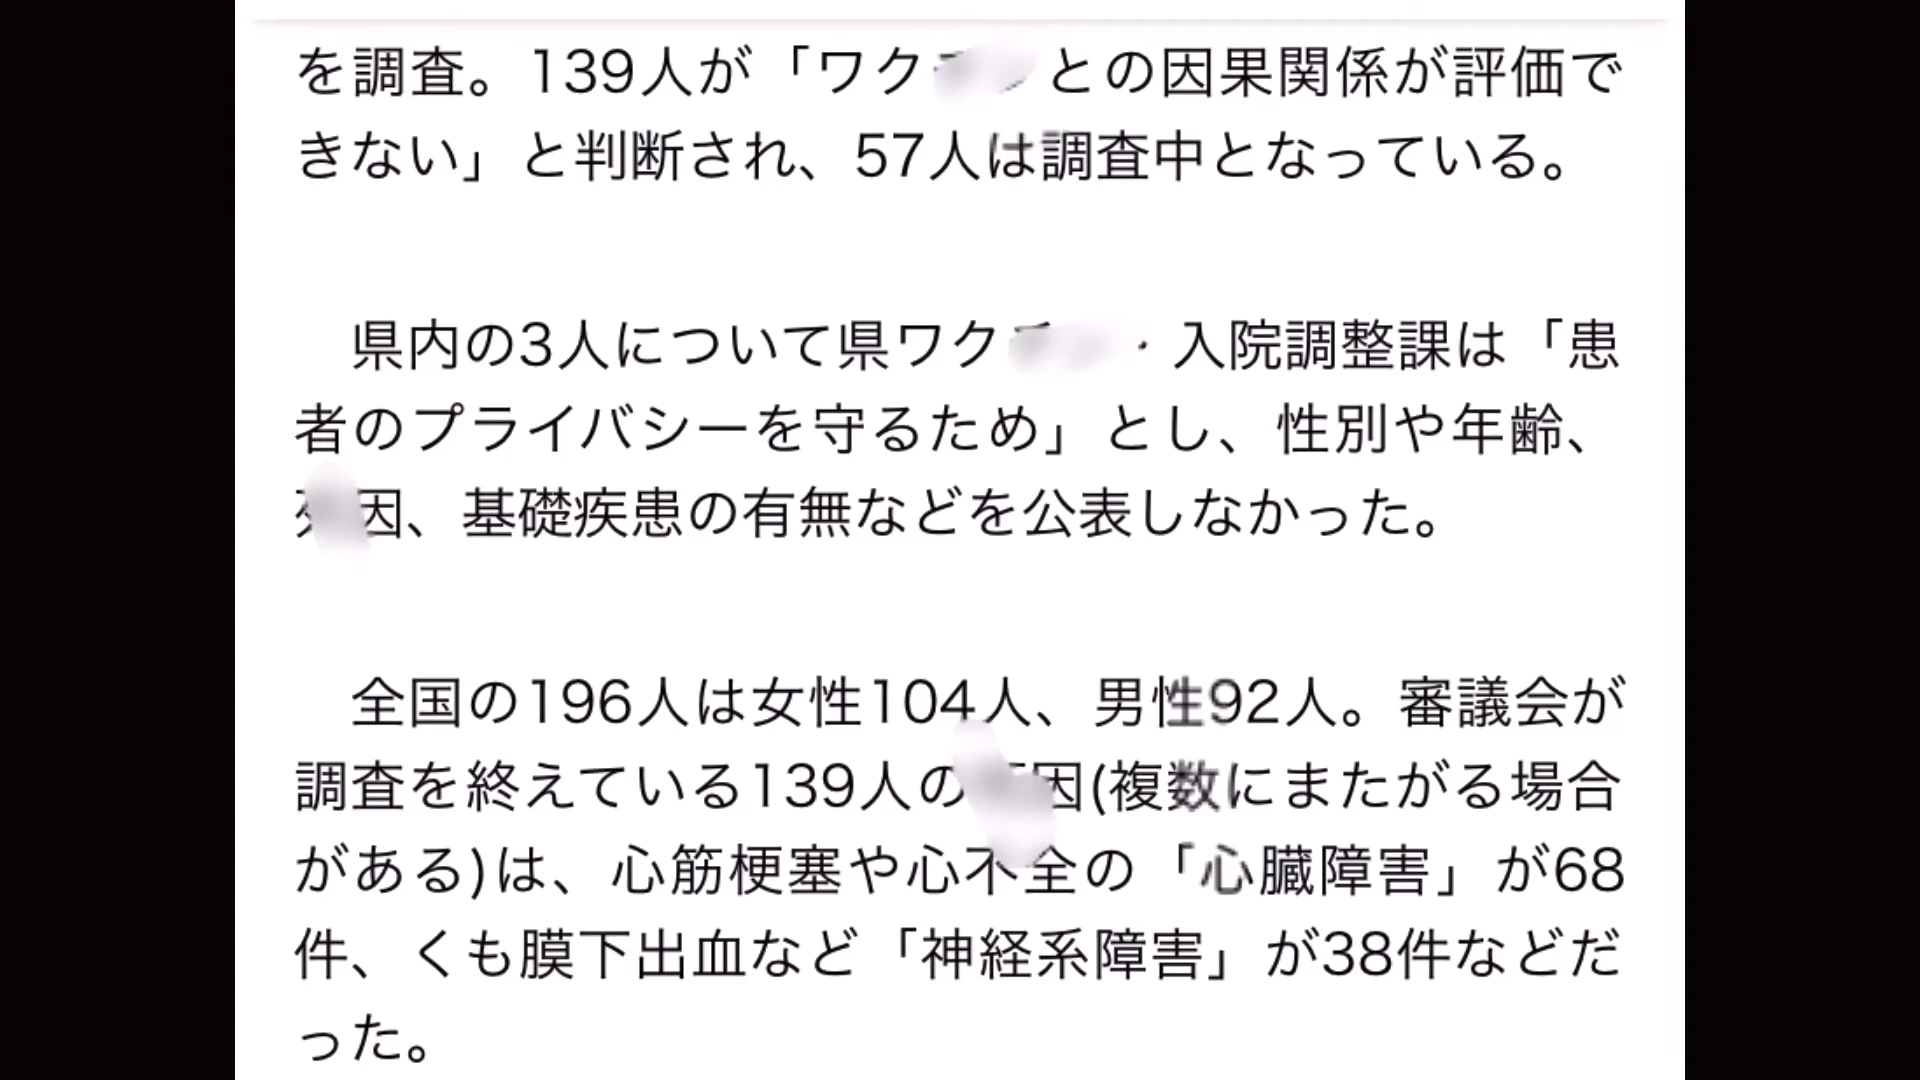 を調査。139人が「ワク との因果関係が評価で
きない」と判断され、57人は調査中となっている。
県内の3人について県ワク ・入院調整課は「患
者のプライバシーを守るため」とし、性別や年齢、
因、基礎疾患の有無などを公表しなかった。
全国の196人は女性104人、男性92人。審議会が
調査を終えている139人の 因(複数にまたがる場合
がある)は、心筋梗塞や心不全の「心臓障害」が68
件、くも膜下出血など「神経系障害」が38件などだ
った。